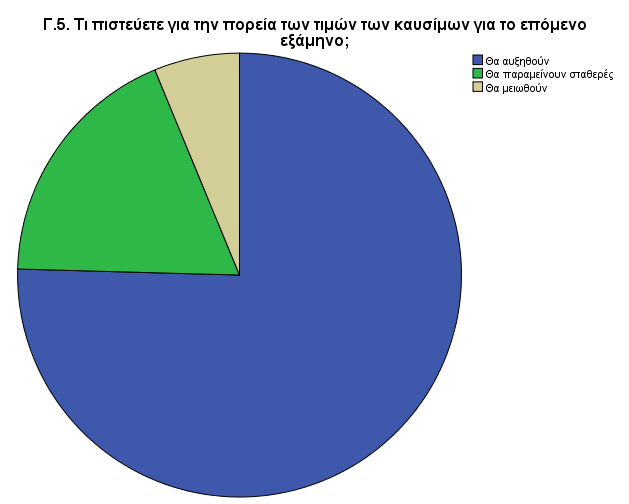 Γ.5. Τι πιστεύετε για την πορεία των τιμών των καυσίμων για το επόμενο
εξάμηνο;
Θα αυξηθούν
Θα παραμείνουν σταθερές
Θα μειωθούν